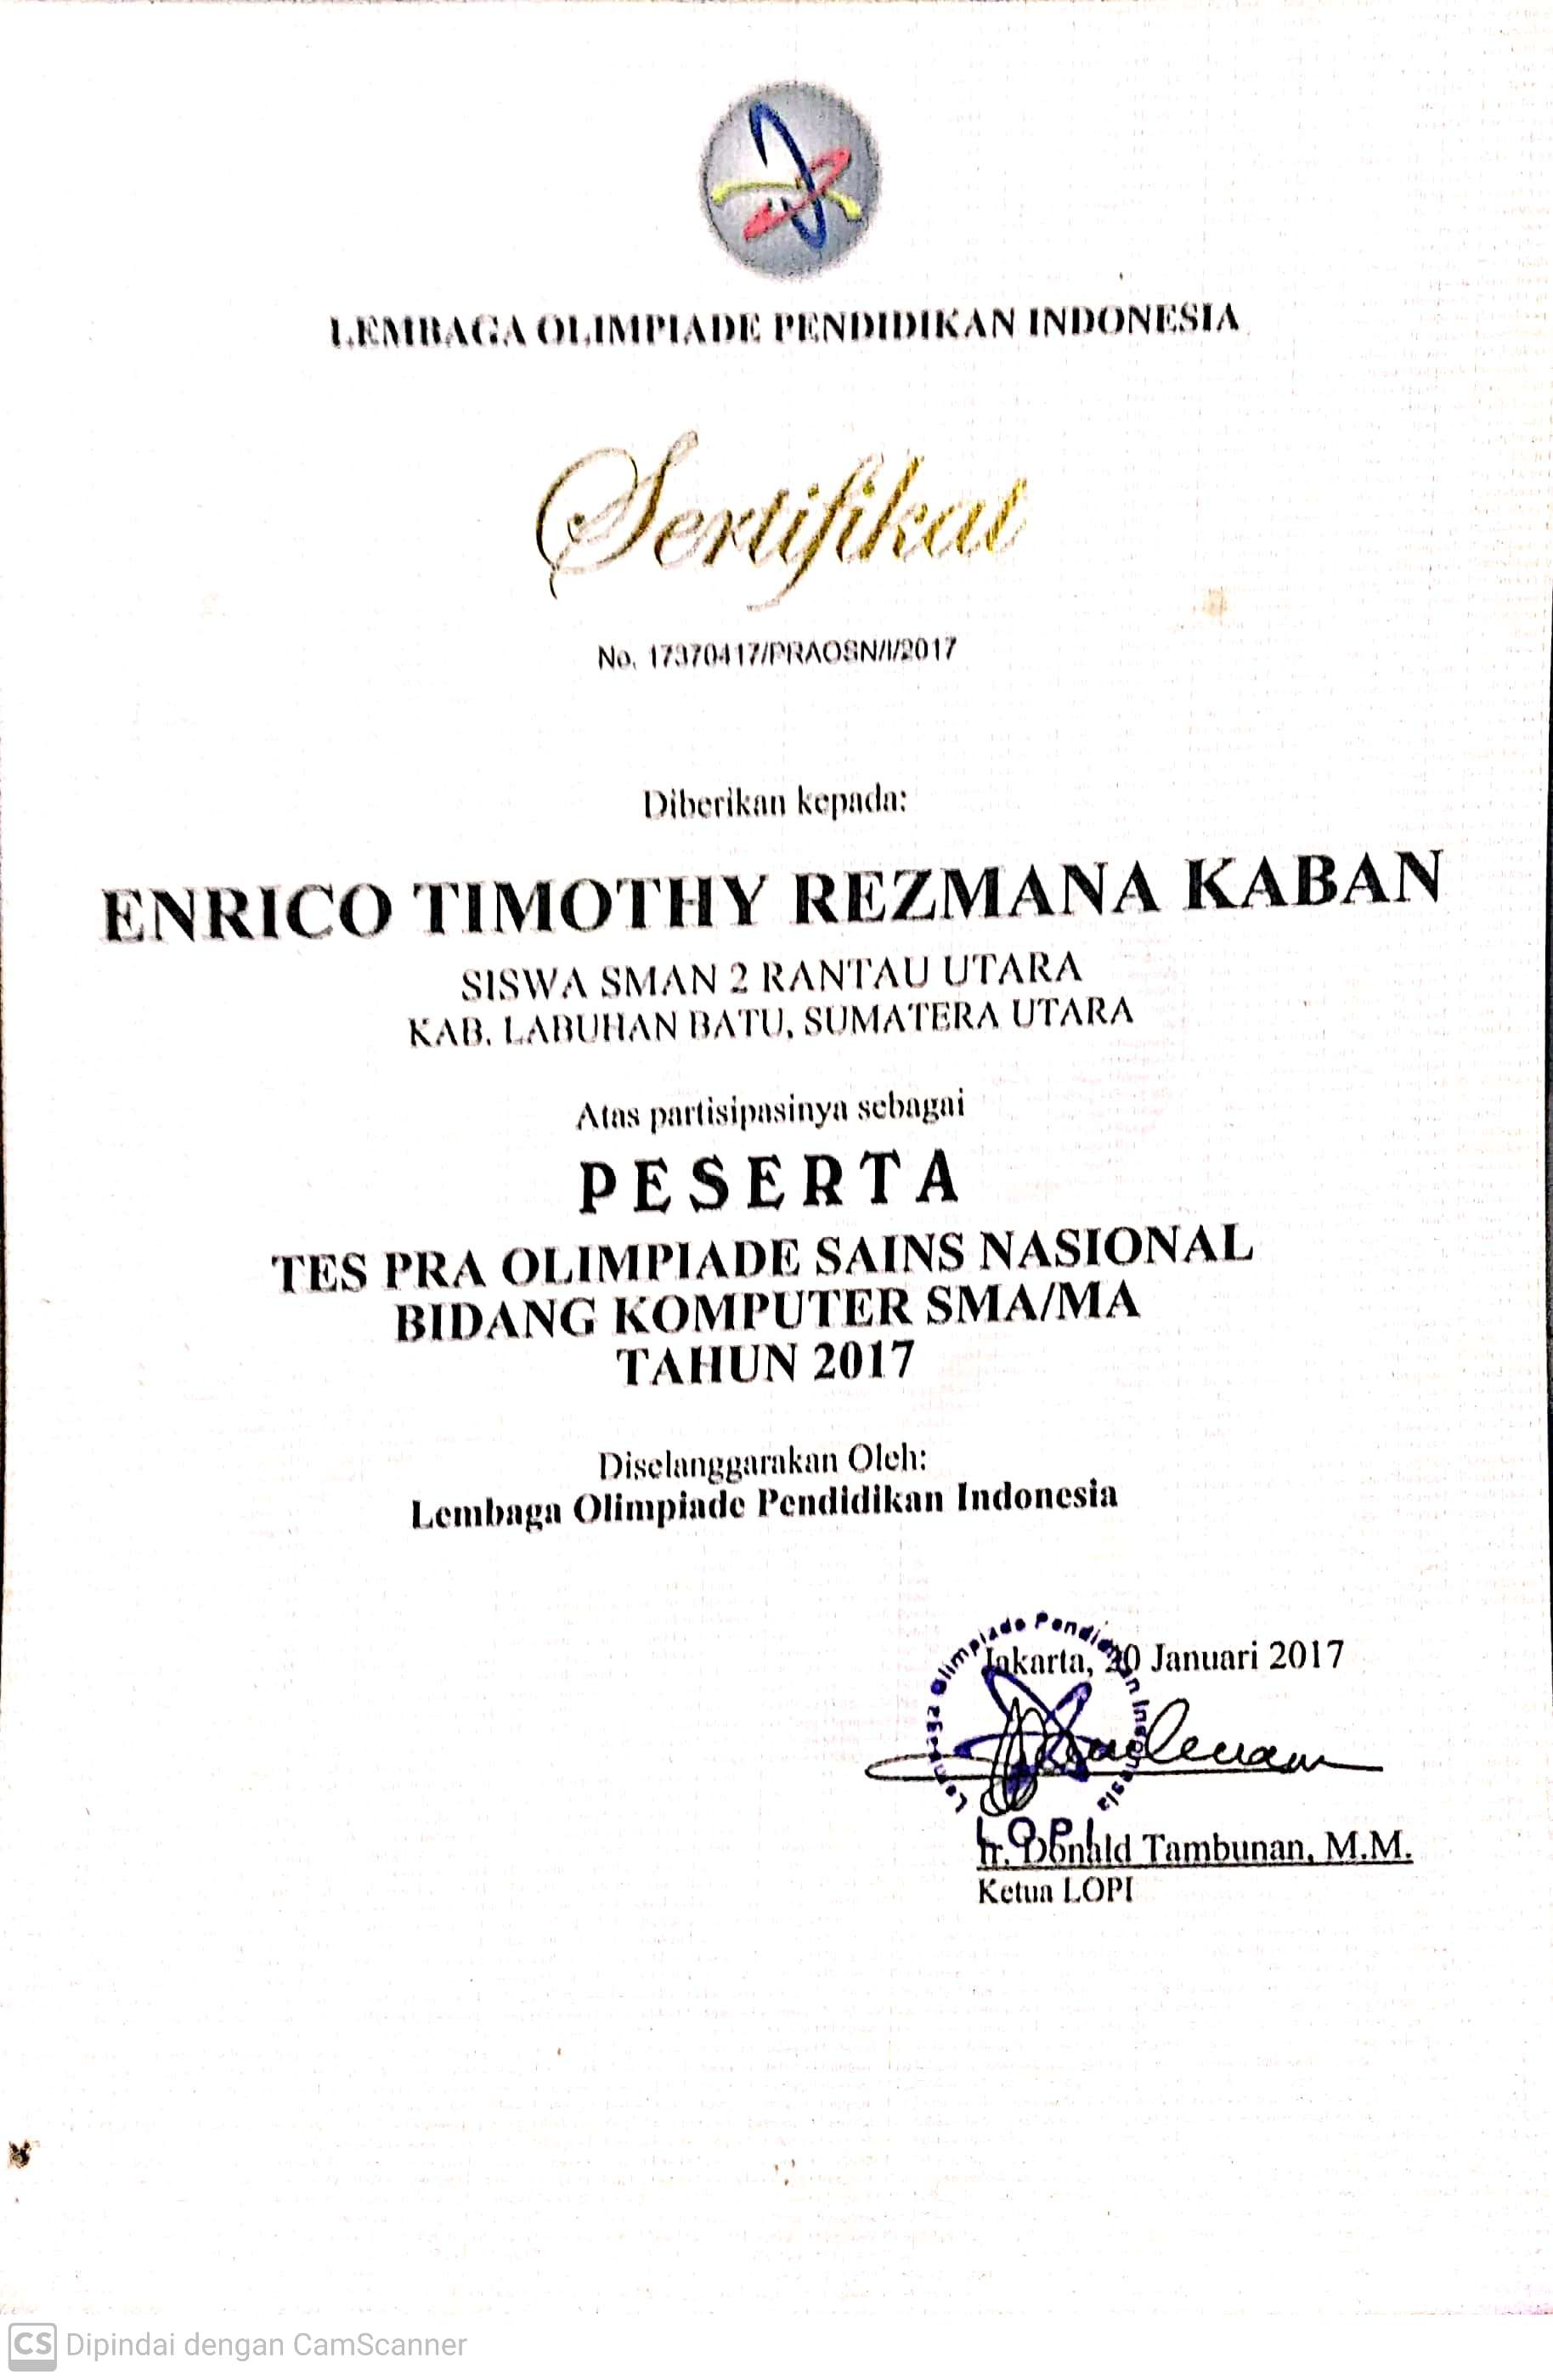 LEMBAGA OLIMPIADE PENDIDIKAN INDONESIA
Sertifikat
No. 17370417/PRAOSN/I/2017
Diberikan kepada:
ENRICO TIMOTHY REZMANA KABAN
SISWA SMAN 2 RANTAU UTARA
KAB. LABUHAN BATU, SUMATERA UTARA
Atas partisipasinya sebagai
PESERTA
TES PRA OLIMPIADE SAINS NASIONAL
BIDANG KOMPUTER SMA/MA
TAHUN 2017
Diselanggarakan Oleh:
Lembaga Olimpiade Pendidikan Indonesia
Jakarta, 20 Januari 2017
Lembaga Olimpiade Pendidikan Indonesia
LOPI
Ir. Donald Tambunan, M.M.
Ketua LOPI
CS Dipindai dengan CamScanner